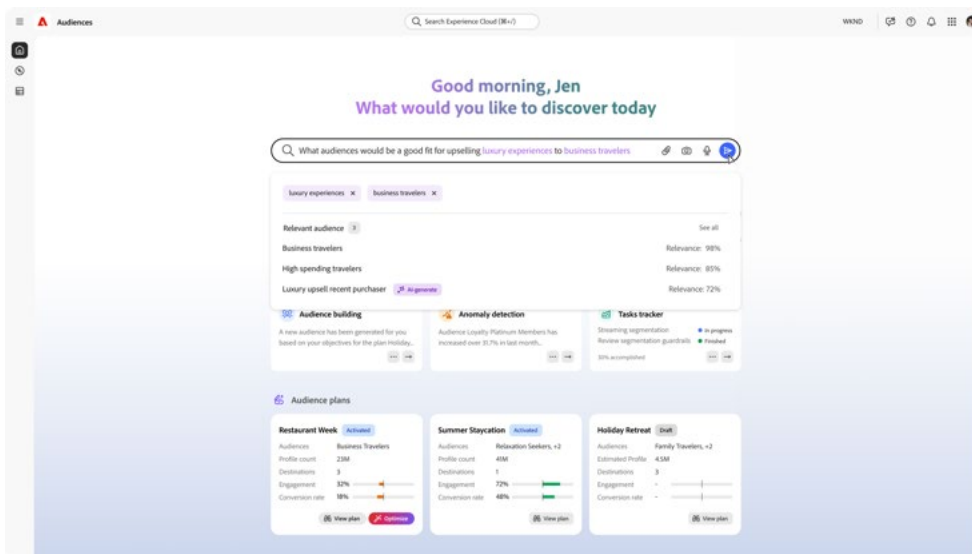 Audiences
Search Experience Cloud (⌘+/)
WKND
Good morning, Jen
What would you like to discover today
What audiences would be a good fit for upselling luxury experiences to business travelers
luxury experiences
business travelers
Relevant audience 3
See all
Business travelers
Relevance: 98%
High spending travelers
Relevance: 85%
Luxury upsell recent purchaser
AI-generate
Relevance: 72%
Audience building
A new audience has been generated for you
based on your objectives for the plan Holiday...
Anomaly detection
Audience Loyalty Platinum Members has
increased over 31.7% in last month...
Tasks tracker
Streaming segmentation
In progress
Review segmentation guardrails
Finished
50% accomplished
Audience plans
Restaurant Week Activated
Audiences Business Travelers
Profile count 23M
Destinations 3
Engagement 32%
Conversion rate 18%
View plan
Optimize
Summer Staycation Activated
Audiences Relaxation Seekers, +2
Profile count 41M
Destinations 1
Engagement 72%
Conversion rate 48%
View plan
Holiday Retreat Draft
Audiences Family Travelers, +2
Estimated Profile 4.5M
Destinations 3
Engagement -
Conversion rate -
View plan